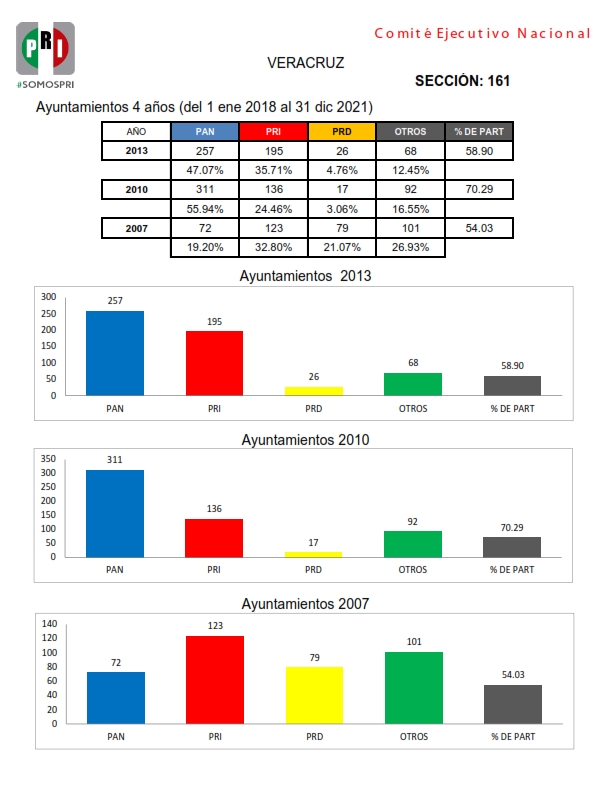 Comité Ejecutivo Nacional
PRI
#SOMOSPRI
VERACRUZ
SECCIÓN: 161
Ayuntamientos 4 años (del 1 ene 2018 al 31 dic 2021)
AÑO PAN PRI PRD OTROS % DE PART
2013 257 195 26 68 58.90
47.07% 35.71% 4.76% 12.45%
2010 311 136 17 92 70.29
55.94% 24.46% 3.06% 16.55%
2007 72 123 79 101 54.03
19.20% 32.80% 21.07% 26.93%
Ayuntamientos 2013
300
250
200
150
100
50
0
257 195 26 68 58.90
PAN PRI PRD OTROS % DE PART
Ayuntamientos 2010
350
300
250
200
150
100
50
0
311 136 17 92 70.29
PAN PRI PRD OTROS % DE PART
Ayuntamientos 2007
140
120
100
80
60
40
20
0
72 123 79 101 54.03
PAN PRI PRD OTROS % DE PART